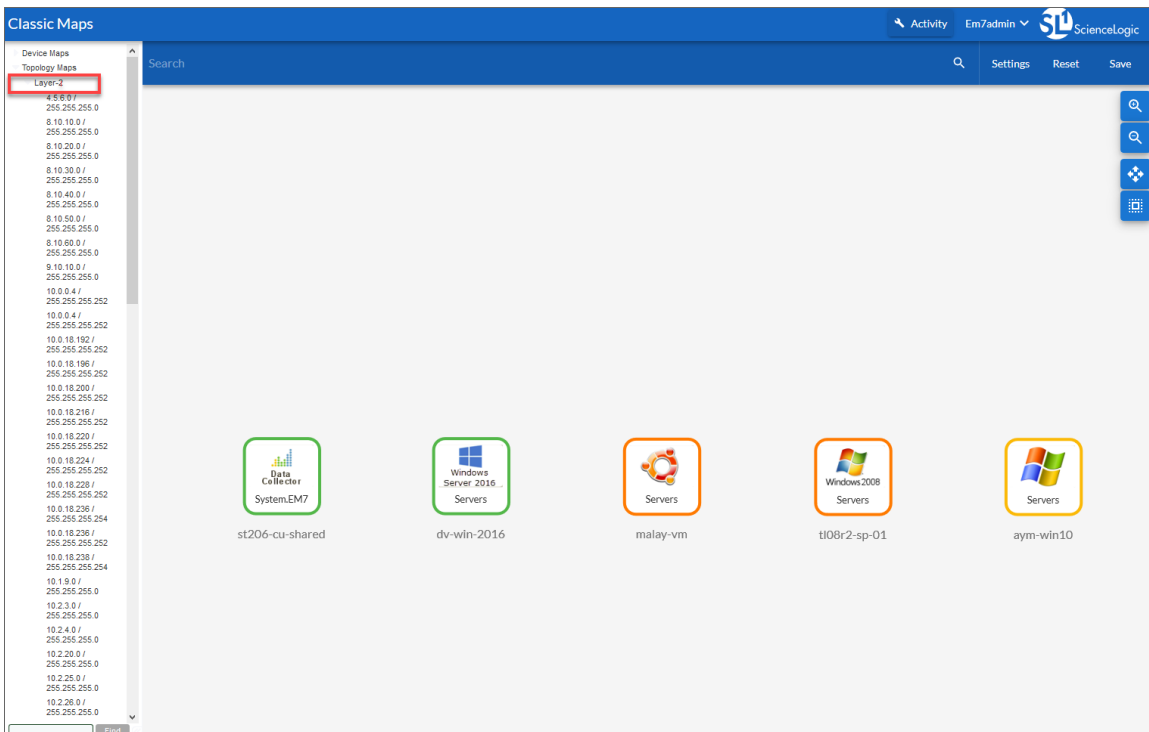 Classic Maps
Activity
Em7admin
SL1 ScienceLogic
Device Maps
Topology Maps
Layer-2
4.5.6.0 /
255.255.255.0
8.10.10.0 /
255.255.255.0
8.10.20.0 /
255.255.255.0
8.10.30.0 /
255.255.255.0
8.10.40.0 /
255.255.255.0
8.10.50.0 /
255.255.255.0
8.10.60.0 /
255.255.255.0
9.10.10.0 /
255.255.255.0
10.0.0.4 /
255.255.255.252
10.0.0.4 /
255.255.255.252
10.0.18.192 /
255.255.255.252
10.0.18.196 /
255.255.255.252
10.0.18.200 /
255.255.255.252
10.0.18.216 /
255.255.255.252
10.0.18.220 /
255.255.255.252
10.0.18.224 /
255.255.255.252
10.0.18.228 /
255.255.255.252
10.0.18.236 /
255.255.255.254
10.0.18.236 /
255.255.255.252
10.0.18.238 /
255.255.255.254
10.1.9.0 /
255.255.255.0
10.2.3.0 /
255.255.255.0
10.2.4.0 /
255.255.255.0
10.2.20.0 /
255.255.255.0
10.2.25.0 /
255.255.255.0
10.2.26.0 /
255.255.255.0
Find
Search
Settings
Reset
Save
Data
Collector
System.EM7
st206-cu-shared
Windows
Server 2016
Servers
dv-win-2016
Servers
malay-vm
Windows 2008
Servers
tl08r2-sp-01
Servers
aym-win10